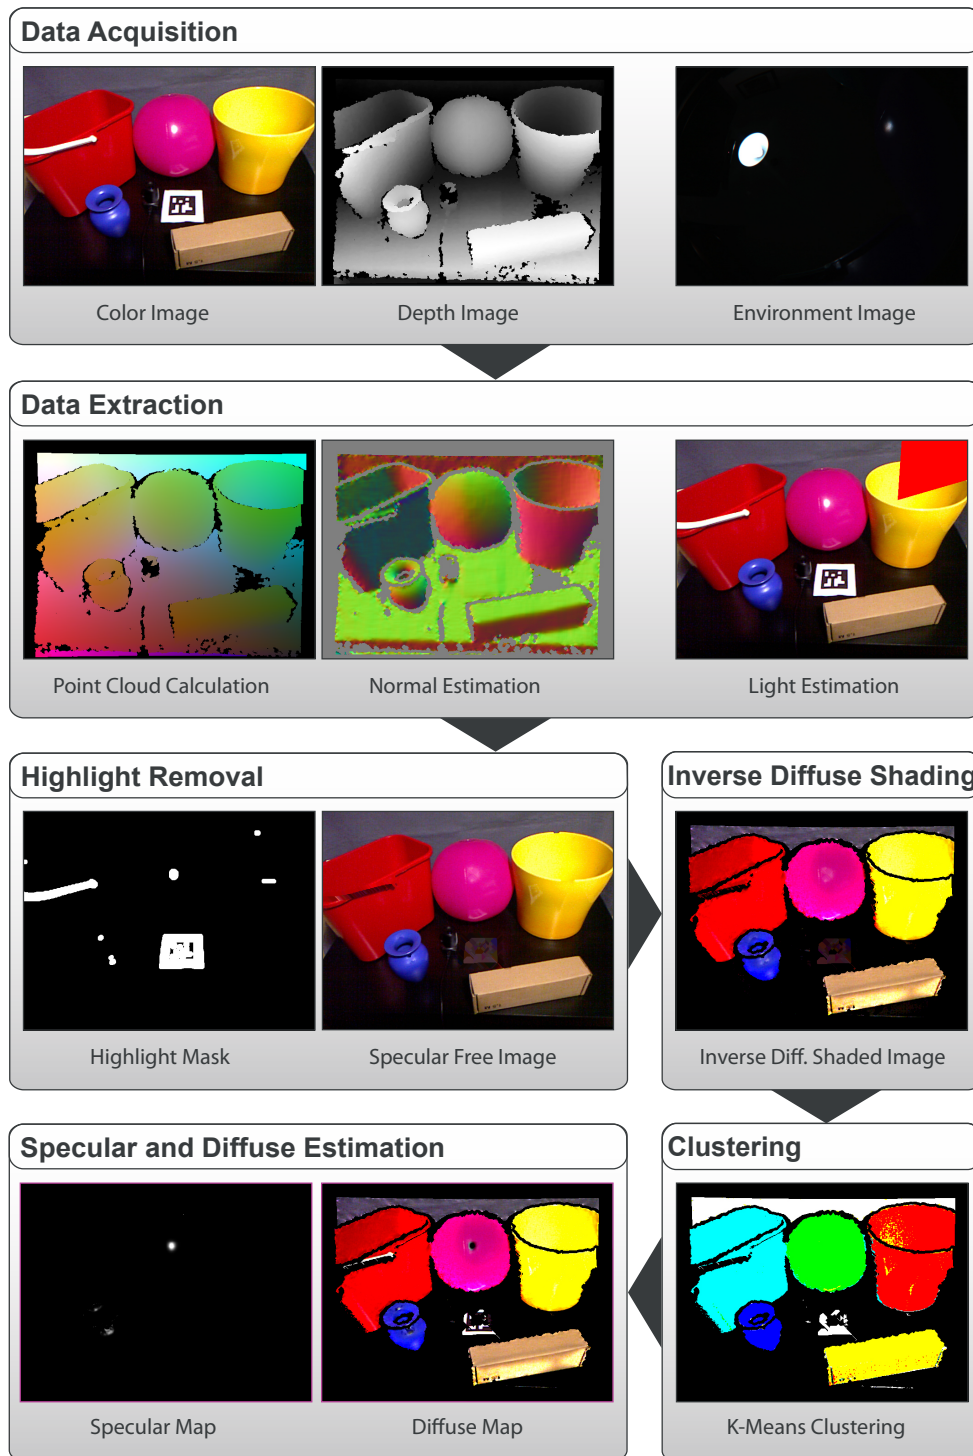 Data Acquisition
Color Image
Depth Image
Environment Image
Data Extraction
Point Cloud Calculation
Normal Estimation
Light Estimation
Highlight Removal
Highlight Mask
Specular Free Image
Inverse Diffuse Shading
Inverse Diff. Shaded Image
Specular and Diffuse Estimation
Specular Map
Diffuse Map
Clustering
K-Means Clustering